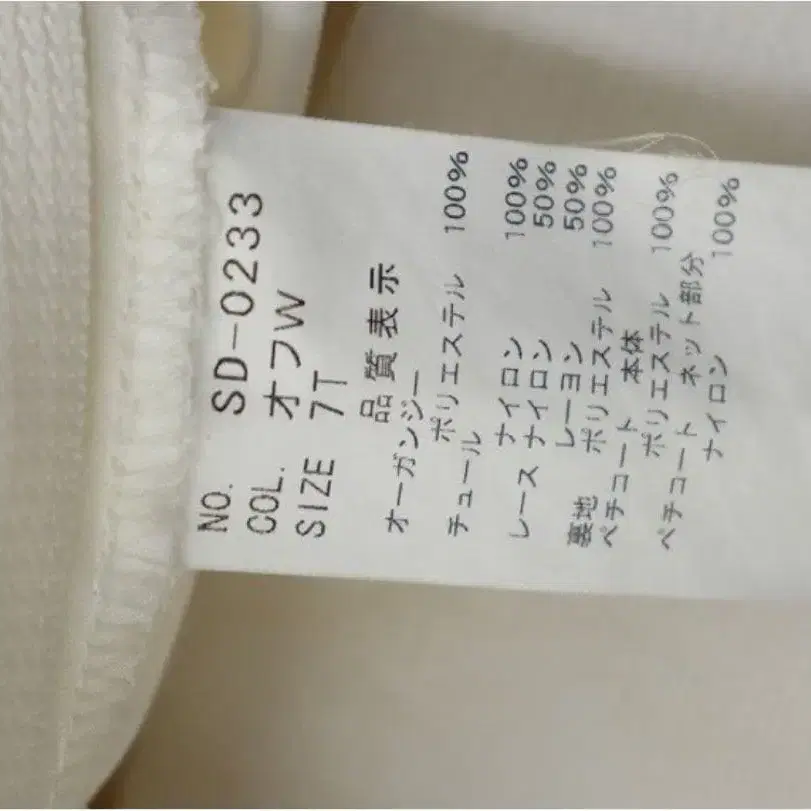 NO. SD-0233
COL. オフW
SIZE 7T
品質表示
オーガンジー
ポリエステル 100%
チュール
ナイロン 100%
レース ナイロン 50%
レーヨン 50%
裏地 ポリエステル 100%
ペチコート 本体
ポリエステル 100%
ペチコート ネット部分
ナイロン 100%